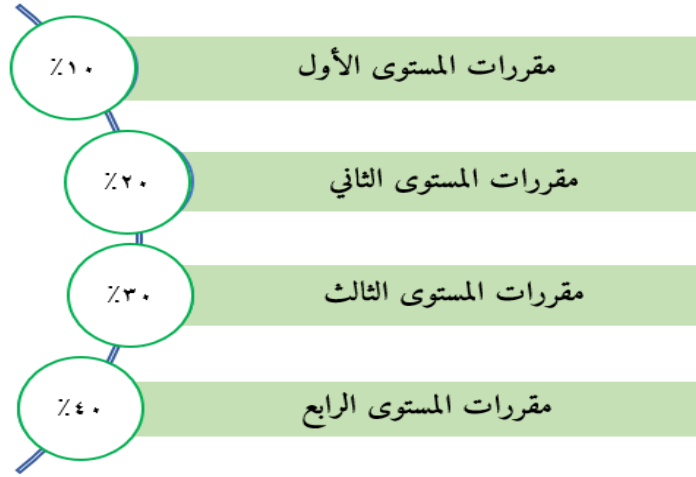 مقررات المستوى الأول
٪١٠
مقررات المستوى الثاني
٪٢٠
مقررات المستوى الثالث
٪٣٠
مقررات المستوى الرابع
٪٤٠